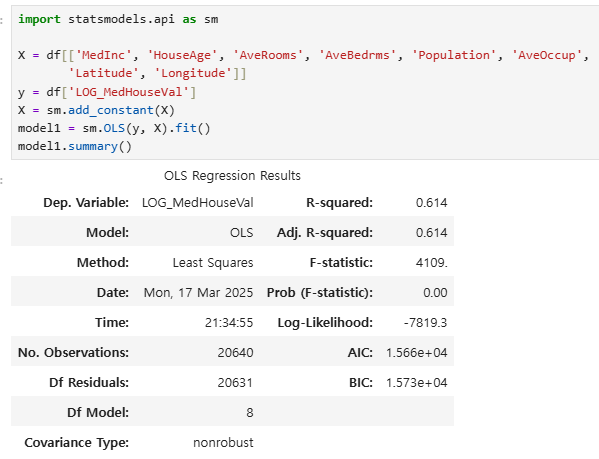 :
import statsmodels.api as sm
X = df[['MedInc', 'HouseAge', 'AveRooms', 'AveBedrms', 'Population', 'AveOccup',
'Latitude', 'Longitude']]
y = df['LOG_MedHouseVal']
X = sm.add_constant(X)
model1 = sm.OLS(y, X).fit()
model1.summary()
:
OLS Regression Results
Dep. Variable: LOG_MedHouseVal R-squared: 0.614
Model: OLS Adj. R-squared: 0.614
Method: Least Squares F-statistic: 4109.
Date: Mon, 17 Mar 2025 Prob (F-statistic): 0.00
Time: 21:34:55 Log-Likelihood: -7819.3
No. Observations: 20640 AIC: 1.566e+04
Df Residuals: 20631 BIC: 1.573e+04
Df Model: 8
Covariance Type: nonrobust